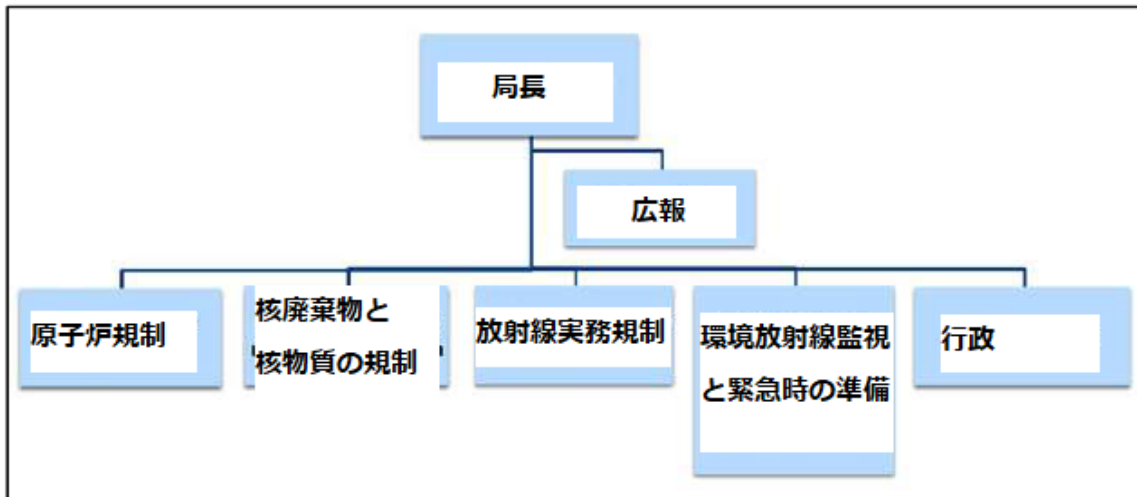 局長
広報
原子炉規制
核廃棄物と
核物質の規制
放射線実務規制
環境放射線監視
と緊急時の準備
行政